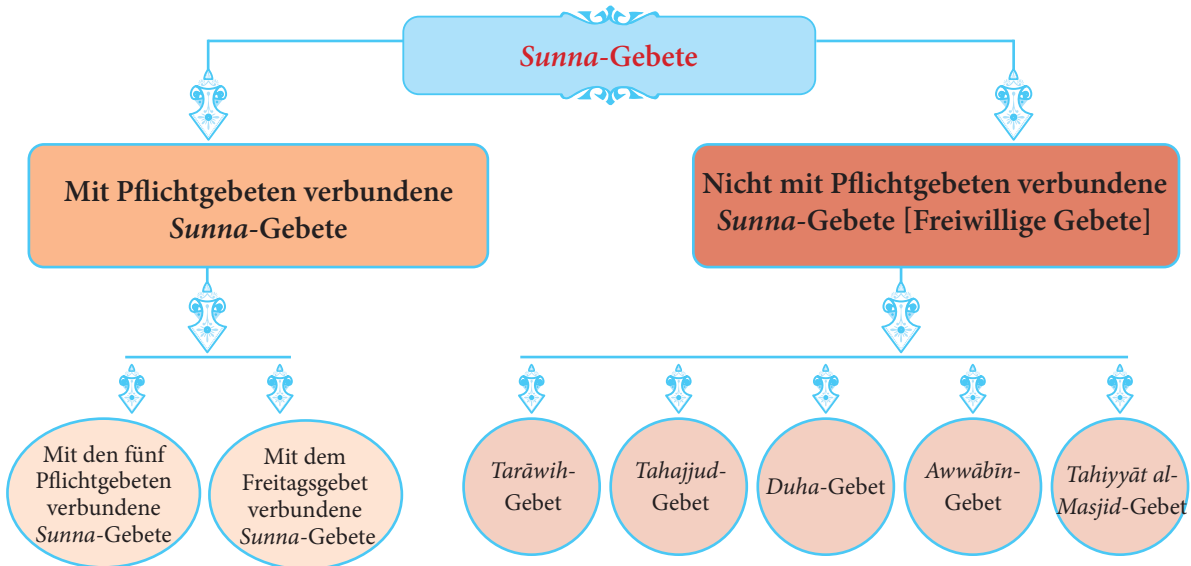 Sunna-Gebete
Mit Pflichtgebeten verbundene
Sunna-Gebete
Nicht mit Pflichtgebeten verbundene
Sunna-Gebete [Freiwillige Gebete]
Mit den fünf
Pflichtgebeten
verbundene
Sunna-Gebete
Mit dem
Freitagsgebet
verbundene
Sunna-Gebete
Tarāwih-
Gebet
Tahajjud-
Gebet
Duha-Gebet
Awwābīn-
Gebet
Tahiyyāt al-
Masjid-Gebet